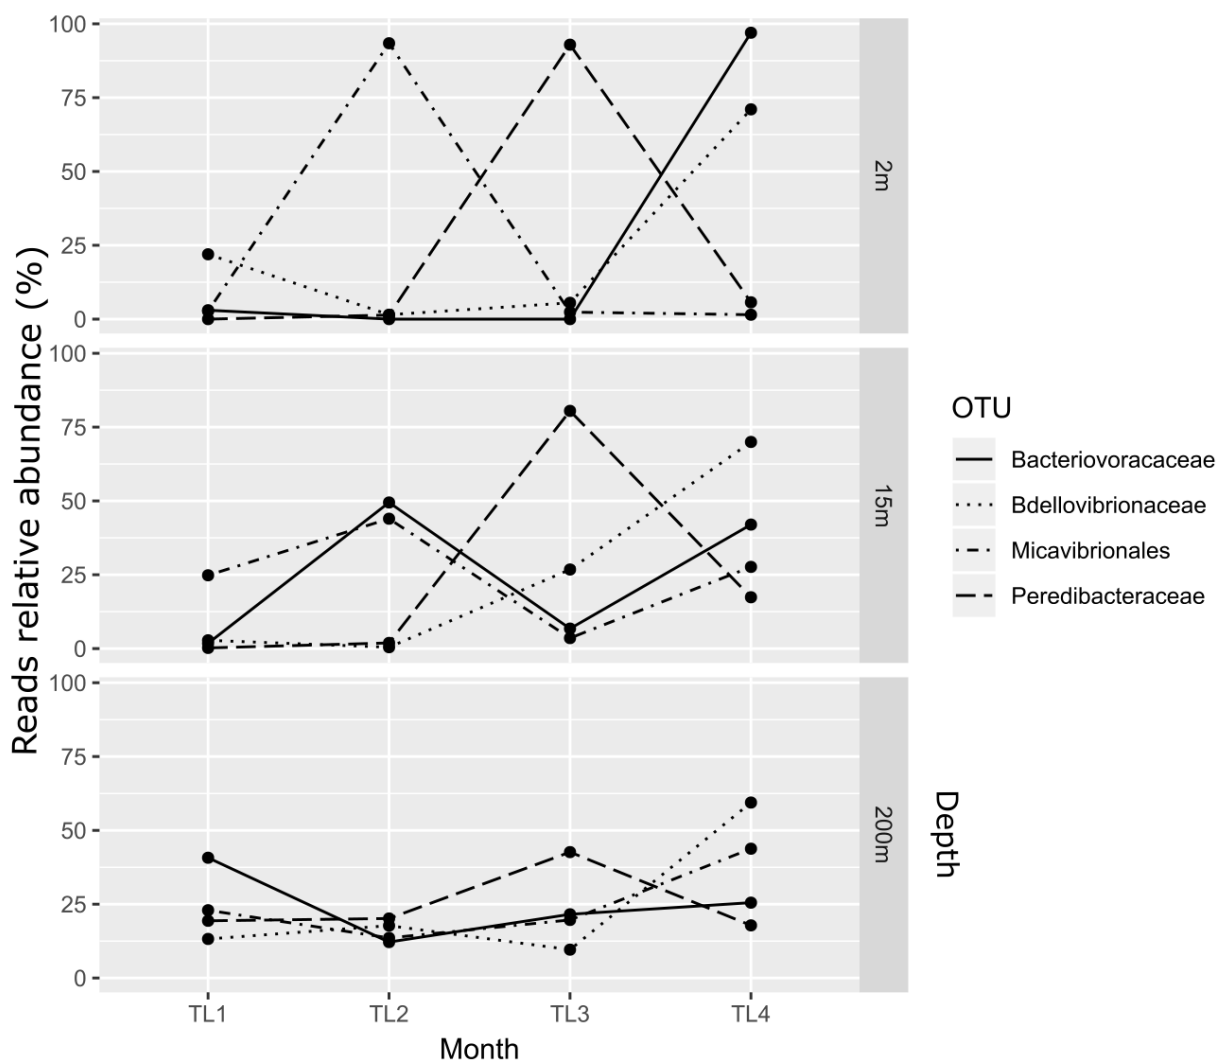 Reads relative abundance (%)
100
75
50
25
0
2m
100
75
50
25
0
15m
100
75
50
25
0
200m
Depth
TL1 TL2 TL3 TL4
Month
OTU
Bacteriovoracaceae
Bdellovibrionaceae
Micavibrionales
Peredibacteraceae